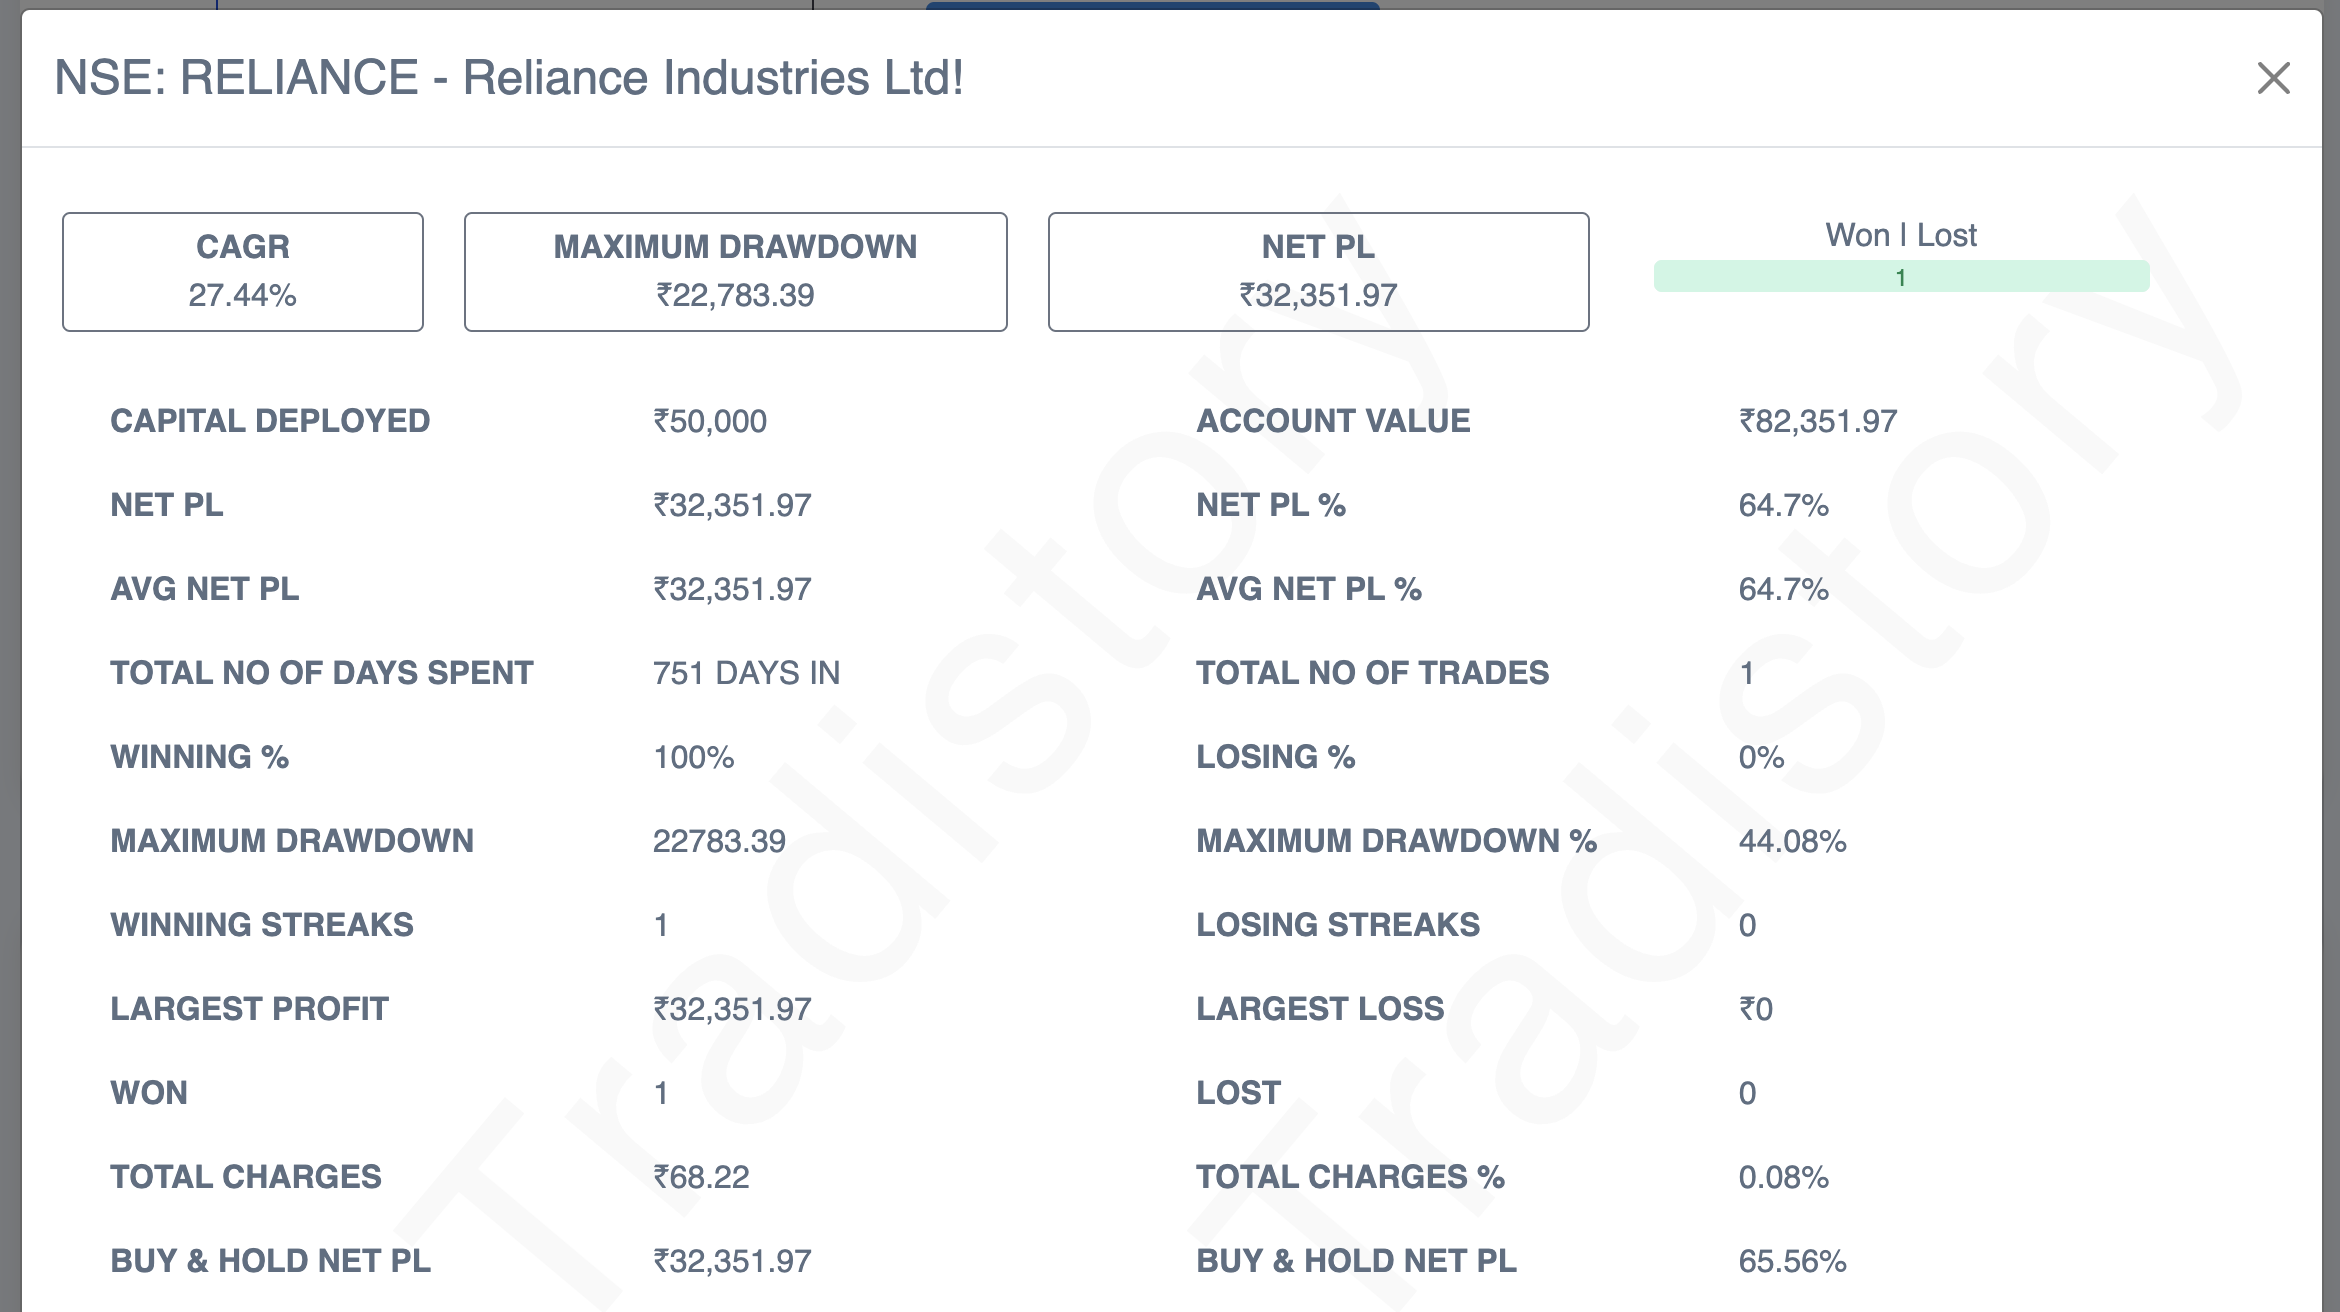 NSE: RELIANCE - Reliance Industries Ltd!
CAGR
27.44%
MAXIMUM DRAWDOWN
₹22,783.39
NET PL
₹32,351.97
Won | Lost
1
CAPITAL DEPLOYED ₹50,000 ACCOUNT VALUE ₹82,351.97
NET PL ₹32,351.97 NET PL % 64.7%
AVG NET PL ₹32,351.97 AVG NET PL % 64.7%
TOTAL NO OF DAYS SPENT 751 DAYS IN TOTAL NO OF TRADES 1
WINNING % 100% LOSING % 0%
MAXIMUM DRAWDOWN 22783.39 MAXIMUM DRAWDOWN % 44.08%
WINNING STREAKS 1 LOSING STREAKS 0
LARGEST PROFIT ₹32,351.97 LARGEST LOSS ₹0
WON 1 LOST 0
TOTAL CHARGES ₹68.22 TOTAL CHARGES % 0.08%
BUY & HOLD NET PL ₹32,351.97 BUY & HOLD NET PL 65.56%
Tradistory
Tradistory